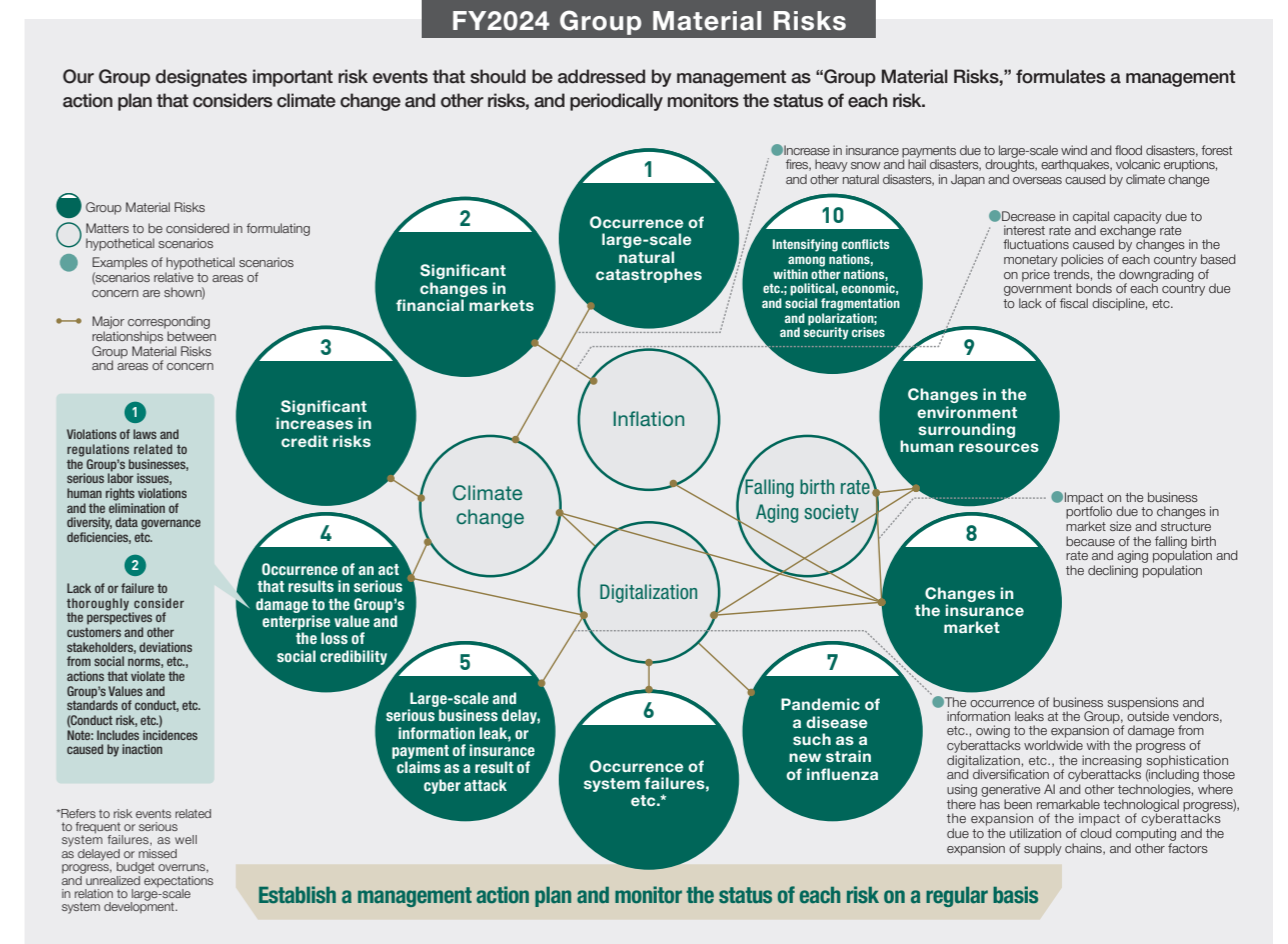 FY2024 Group Material Risks
Our Group designates important risk events that should be addressed by management as “Group Material Risks,” formulates a management
action plan that considers climate change and other risks, and periodically monitors the status of each risk.
Group Material Risks
Matters to be considered in formulating
hypothetical scenarios
Examples of hypothetical scenarios
(scenarios relative to areas of
concern are shown)
Major corresponding
relationships between
Group Material Risks
and areas of concern
1
Occurrence of
large-scale
natural
catastrophes
2
Significant
changes in
financial markets
3
Significant
increases in
credit risks
4
Occurrence of an act
that results in serious
damage to the Group’s
enterprise value and
the loss of
social credibility
5
Large-scale and
serious business delay,
information leak, or
payment of insurance
claims as a result of
cyber attack
6
Occurrence of
system failures,
etc.*
7
Pandemic of
a disease
such as a
new strain
of influenza
8
Changes in
the insurance
market
9
Changes in the
environment
surrounding
human resources
10
Intensifying conflicts
among nations,
within other nations,
etc.; political, economic,
and social fragmentation
and polarization;
and security crises
Inflation
Climate
change
Falling birth rate
Aging society
Digitalization
Increase in insurance payments due to large-scale wind and flood disasters, forest
fires, heavy snow and hail disasters, droughts, earthquakes, volcanic eruptions,
and other natural disasters, in Japan and overseas caused by climate change
Decrease in capital capacity due to
interest rate and exchange rate
fluctuations caused by changes in the
monetary policies of each country based
on price trends, the downgrading of
government bonds of each country due
to lack of fiscal discipline, etc.
Impact on the business
portfolio due to changes in
market size and structure
because of the falling birth
rate and aging population and
the declining population
The occurrence of business suspensions and
information leaks at the Group, outside vendors,
etc., owing to the expansion of damage from
cyberattacks worldwide with the progress of
digitalization, etc., the increasing sophistication
and diversification of cyberattacks (including those
using generative AI and other technologies, where
there has been remarkable technological progress),
the expansion of the impact of cyberattacks
due to the utilization of cloud computing and the
expansion of supply chains, and other factors
1
Violations of laws and
regulations related to
the Group’s businesses,
serious labor issues,
human rights violations
and the elimination of
diversity, data governance
deficiencies, etc.
2
Lack of or failure to
thoroughly consider
the perspectives of
customers and other
stakeholders, deviations
from social norms, etc.,
actions that violate the
Group’s Values and
standards of conduct, etc.
(Conduct risk, etc.)
Note: Includes incidences
caused by inaction
*Refers to risk events related
to frequent or serious
system failures, as well
as delayed or missed
progress, budget overruns,
and unrealized expectations
in relation to large-scale
system development.
Establish a management action plan and monitor the status of each risk on a regular basis